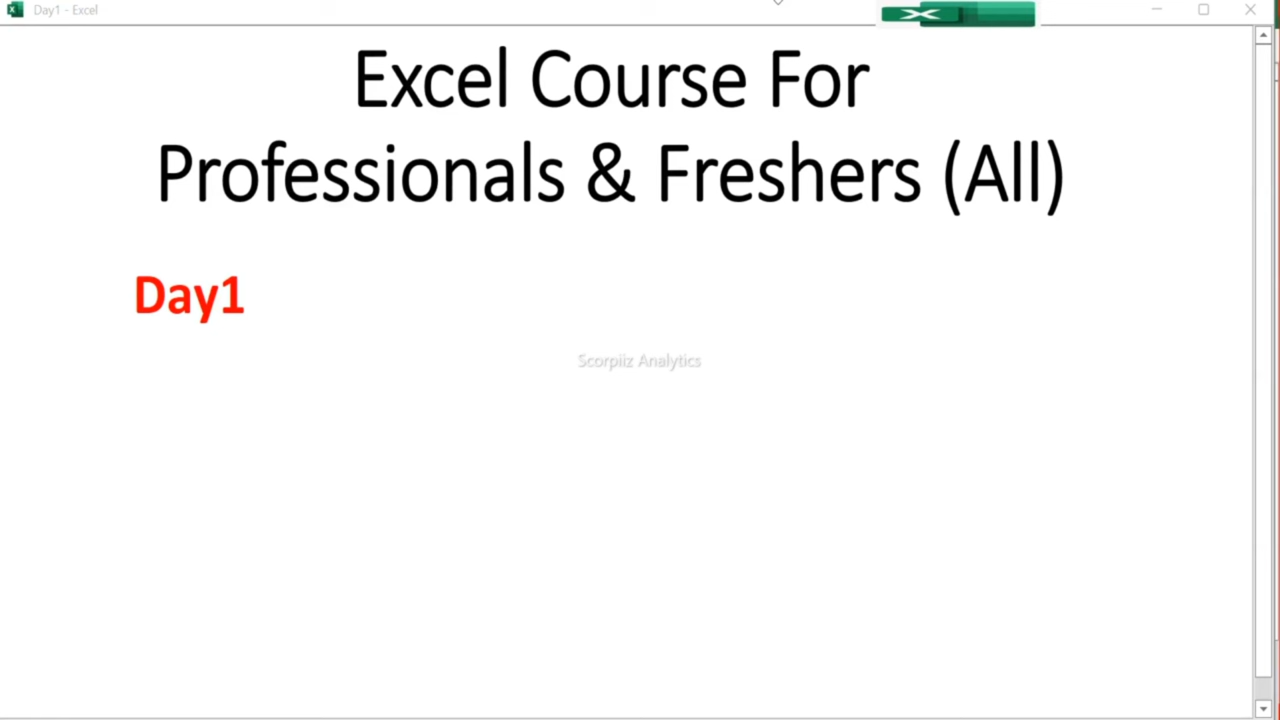 Day1 - Excel
Excel Course For
Professionals & Freshers (All)
Day1
Scorpiiz Analytics